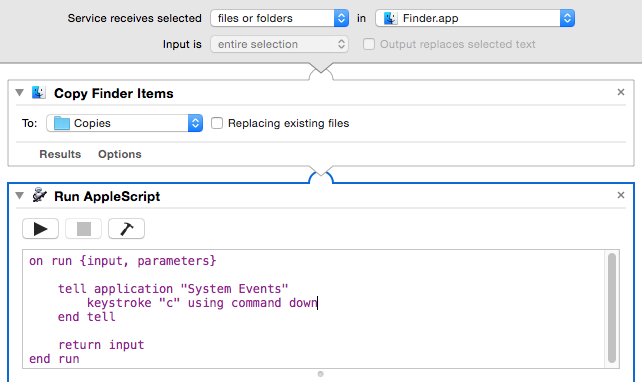 Service receives selected files or folders in Finder.app
Input is entire selection Output replaces selected text
Copy Finder Items
To: Copies Replacing existing files
Results Options
Run AppleScript
on run {input, parameters}
tell application "System Events"
keystroke "c" using command down
end tell
return input
end run